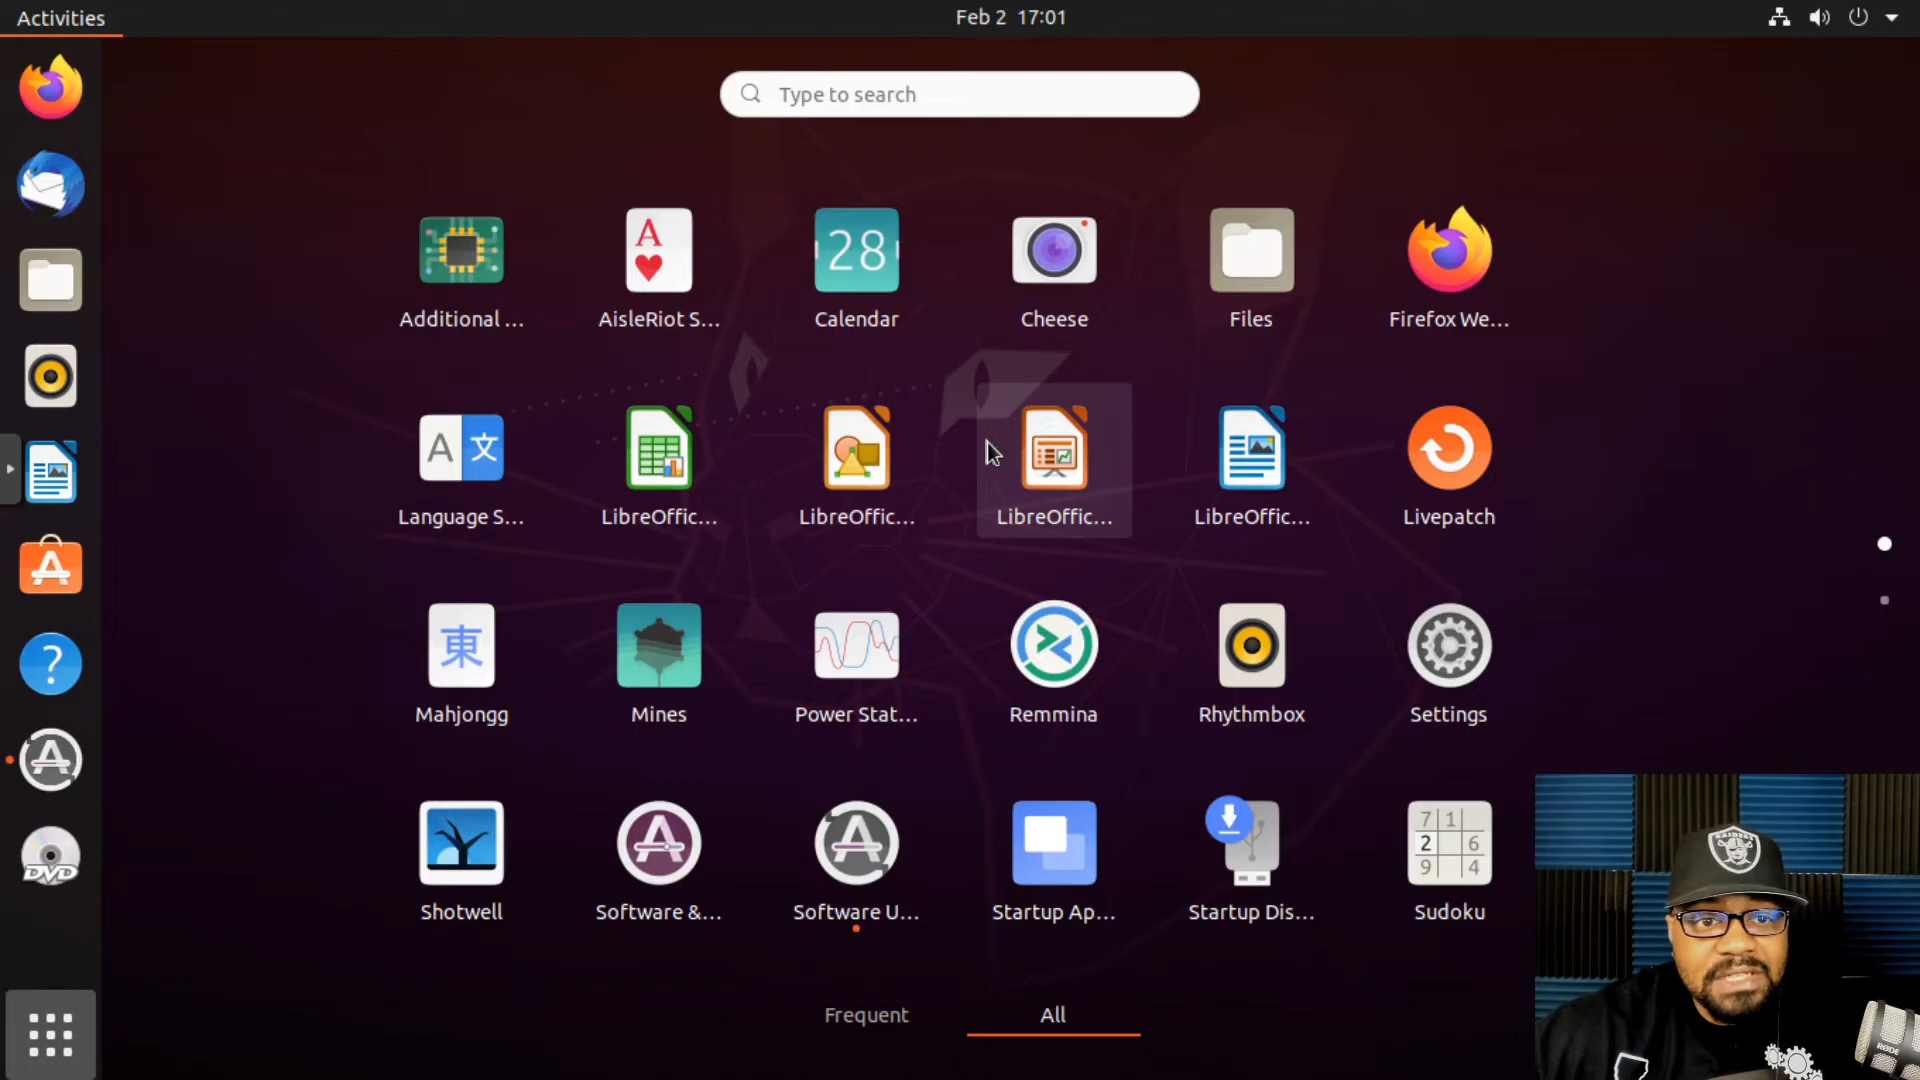 Activities
Feb 2 17:01
Type to search
A
28
Additional ...
AisleRiot S...
Calendar
Cheese
Files
Firefox We...
A 文
Language S...
LibreOffic...
LibreOffic...
LibreOffic...
LibreOffic...
Livepatch
東
Mahjongg
Mines
Power Stat...
Remmina
Rhythmbox
Settings
?
DVD
7 1
2 6
9 4
Shotwell
Software &...
Software U...
Startup Ap...
Startup Dis...
Sudoku
Frequent
All
RAIDERS
RØDE